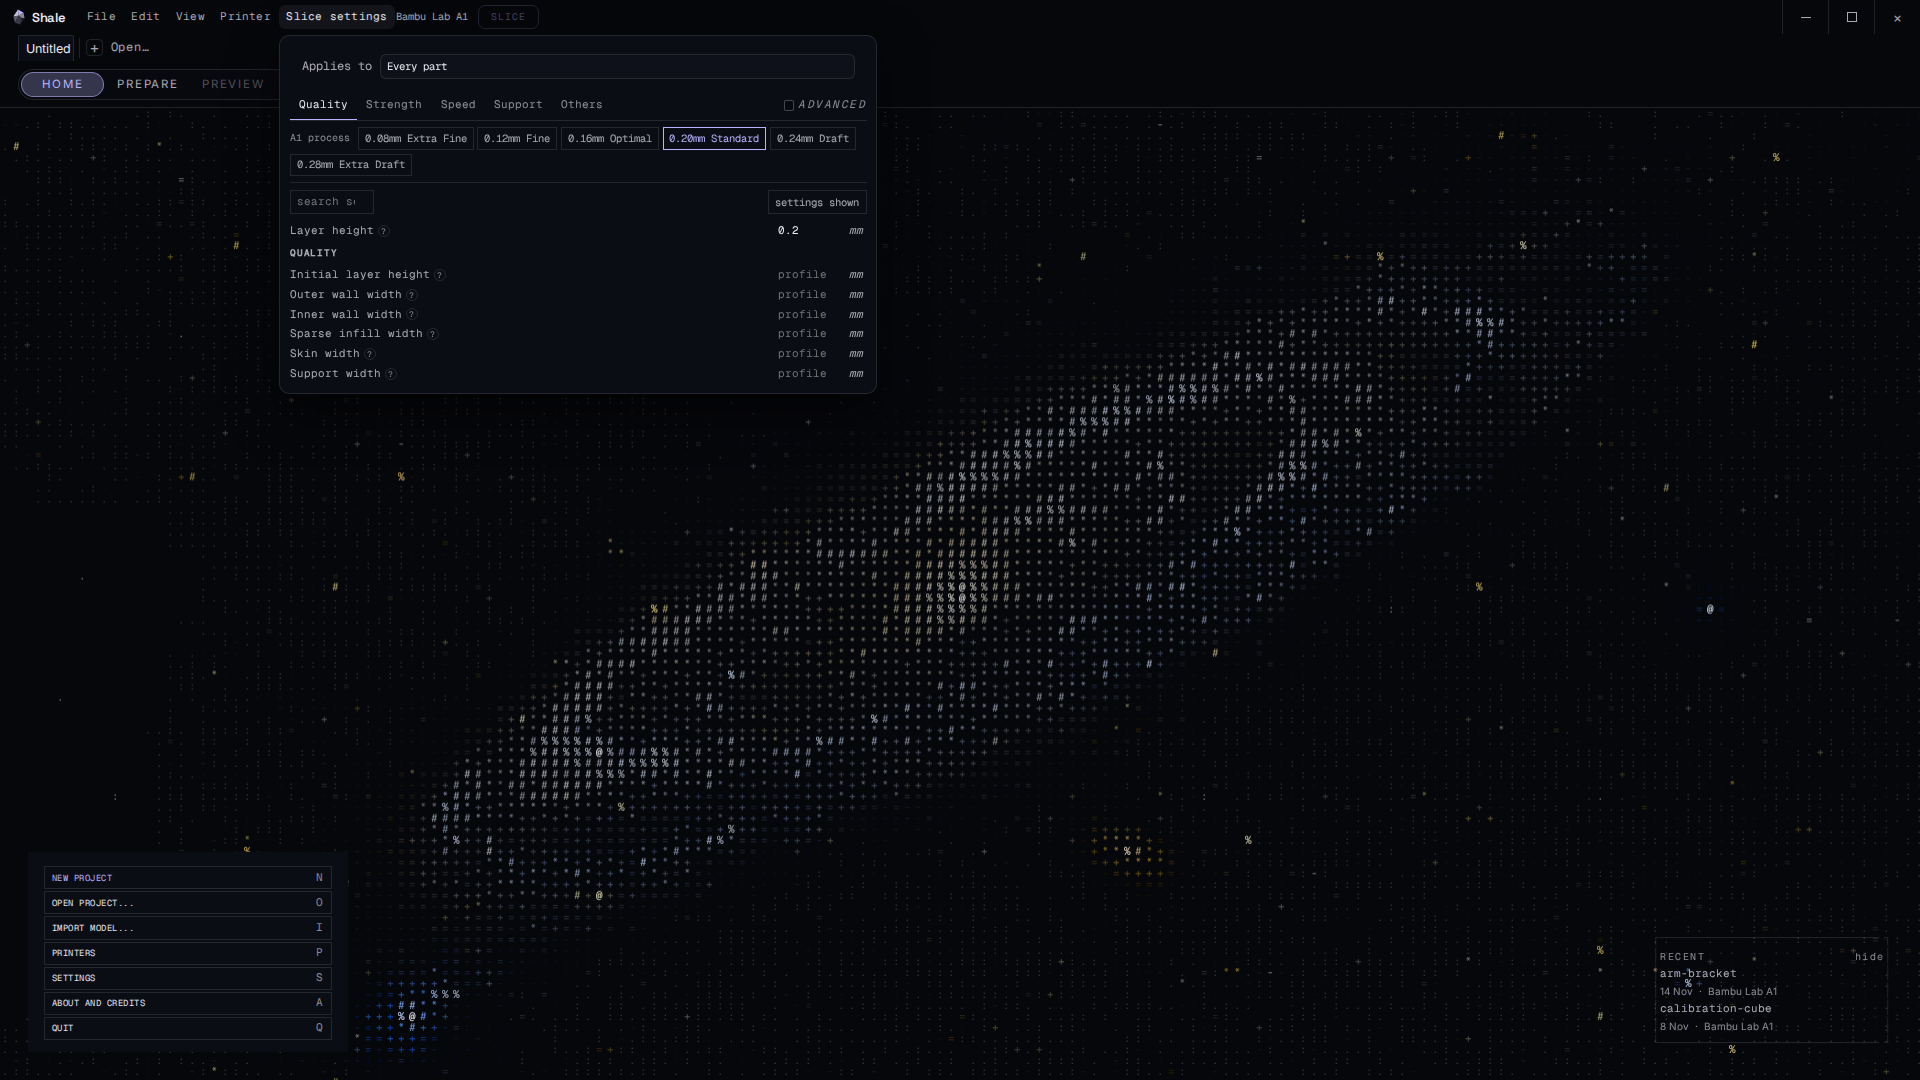 Shale File Edit View Printer Slice settings Bambu Lab A1 SLICE
Untitled + Open…
HOME PREPARE PREVIEW
Applies to Every part
Quality Strength Speed Support Others ADVANCED
A1 process 0.08mm Extra Fine 0.12mm Fine 0.16mm Optimal 0.20mm Standard 0.24mm Draft
0.28mm Extra Draft
search se settings shown
Layer height ? 0.2 mm
QUALITY
Initial layer height ? profile mm
Outer wall width ? profile mm
Inner wall width ? profile mm
Sparse infill width ? profile mm
Skin width ? profile mm
Support width ? profile mm
NEW PROJECT N
OPEN PROJECT... O
IMPORT MODEL... I
PRINTERS P
SETTINGS S
ABOUT AND CREDITS A
QUIT Q
RECENT hide
arm-bracket
14 Nov · Bambu Lab A1
calibration-cube
8 Nov · Bambu Lab A1